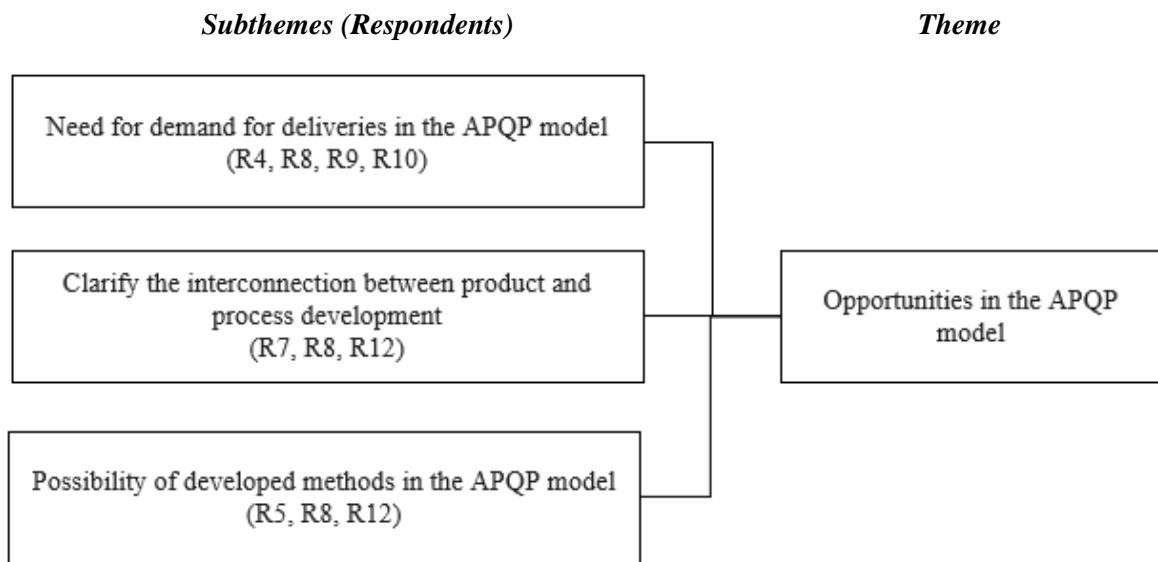 Subthemes (Respondents)
Theme
Need for demand for deliveries in the APQP model
(R4, R8, R9, R10)
Clarify the interconnection between product and
process development
(R7, R8, R12)
Opportunities in the APQP
model
Possibility of developed methods in the APQP model
(R5, R8, R12)